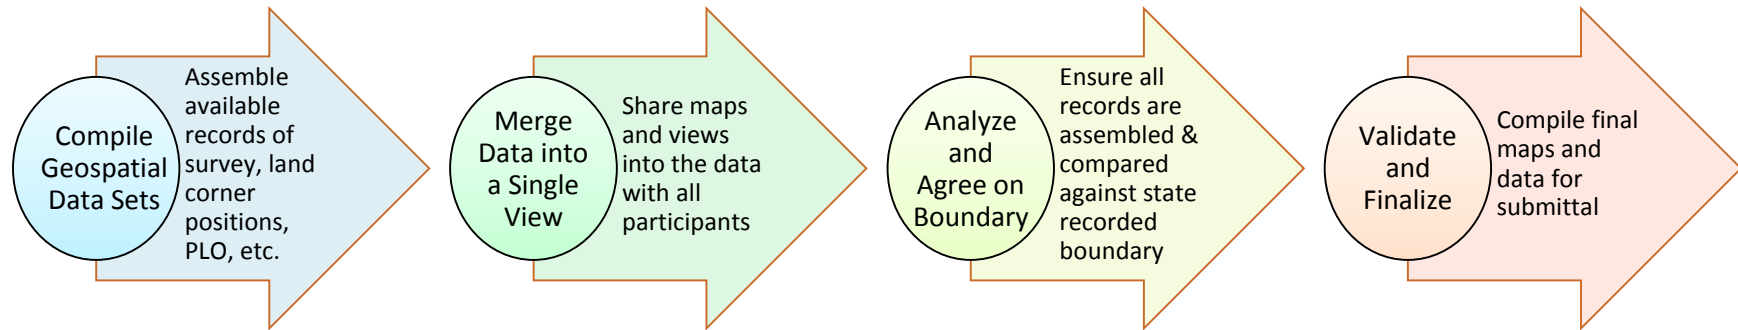 Compile
Geospatial
Data Sets
Assemble
available
records of
survey, land
corner
positions,
PLO, etc.
Merge
Data into
a Single
View
Share maps
and views
into the data
with all
participants
Analyze
and
Agree on
Boundary
Ensure all
records are
assembled &
compared
against state
recorded
boundary
Validate
and
Finalize
Compile final
maps and
data for
submittal